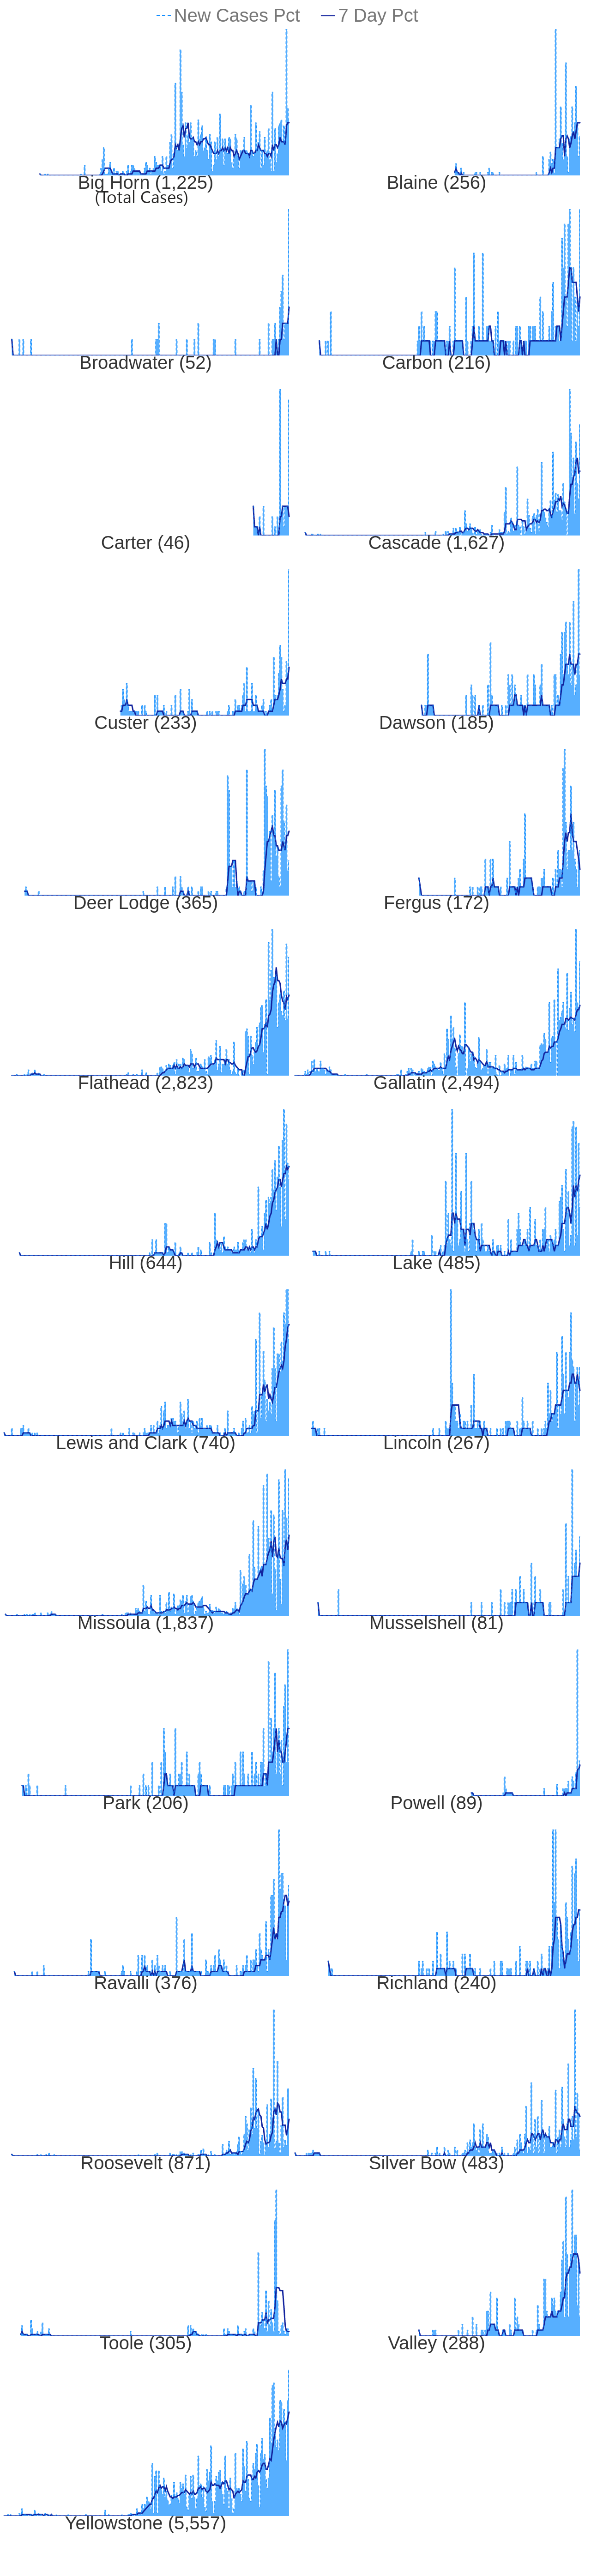 New Cases Pct 7 Day Pct
Big Horn (1,225) Blaine (256)
(Total Cases)
Broadwater (52) Carbon (216)
Carter (46) Cascade (1,627)
Custer (233) Dawson (185)
Deer Lodge (365) Fergus (172)
Flathead (2,823) Gallatin (2,494)
Hill (644) Lake (485)
Lewis and Clark (740) Lincoln (267)
Missoula (1,837) Musselshell (81)
Park (206) Powell (89)
Ravalli (376) Richland (240)
Roosevelt (871) Silver Bow (483)
Toole (305) Valley (288)
Yellowstone (5,557)